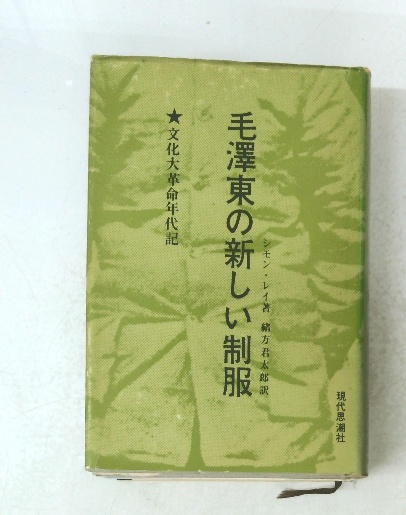 毛澤東の新しい制服
シモン・レイ著 緒方君太郎訳
★文化大革命年代記
現代思潮社